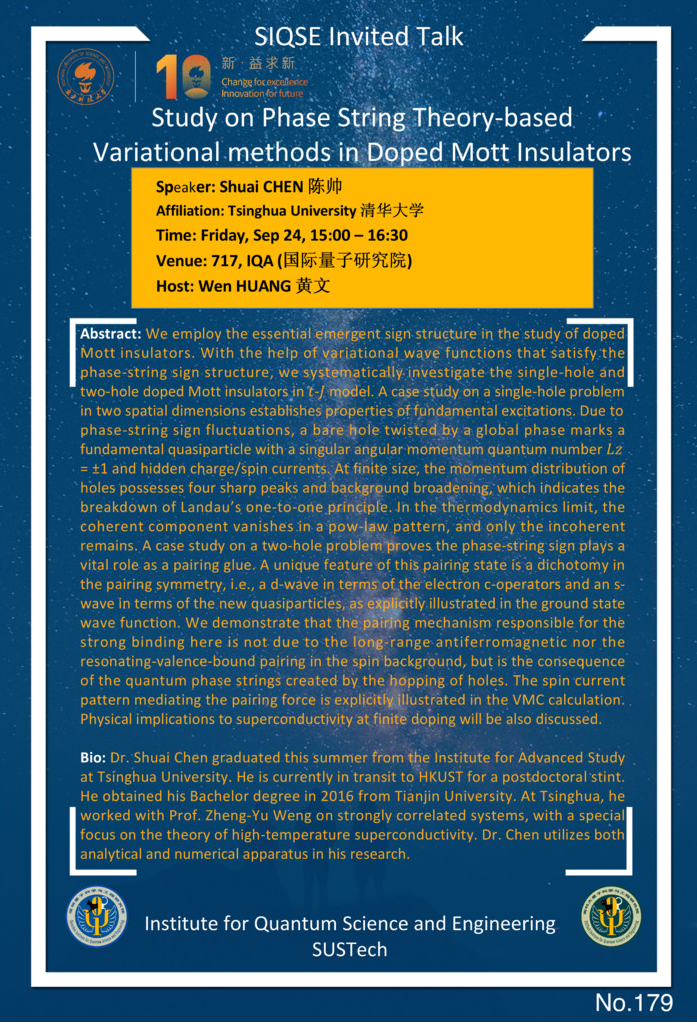 SIQSE Invited Talk
新·益求新
Change for excellence
Innovation for future
Study on Phase String Theory-based
Variational methods in Doped Mott Insulators
Speaker: Shuai CHEN 陈帅
Affiliation: Tsinghua University 清华大学
Time: Friday, Sep 24, 15:00 – 16:30
Venue: 717, IQA (国际量子研究院)
Host: Wen HUANG 黄文
Abstract: We employ the essential emergent sign structure in the study of doped
Mott insulators. With the help of variational wave functions that satisfy the
phase-string sign structure, we systematically investigate the single-hole and
two-hole doped Mott insulators in t-J model. A case study on a single-hole problem
in two spatial dimensions establishes properties of fundamental excitations. Due to
phase-string sign fluctuations, a bare hole twisted by a global phase marks a
fundamental quasiparticle with a singular angular momentum quantum number Lz
= ±1 and hidden charge/spin currents. At finite size, the momentum distribution of
holes possesses four sharp peaks and background broadening, which indicates the
breakdown of Landau's one-to-one principle. In the thermodynamics limit, the
coherent component vanishes in a pow-law pattern, and only the incoherent
remains. A case study on a two-hole problem proves the phase-string sign plays a
vital role as a pairing glue. A unique feature of this pairing state is a dichotomy in
the pairing symmetry, i.e., a d-wave in terms of the electron c-operators and an s-
wave in terms of the new quasiparticles, as explicitly illustrated in the ground state
wave function. We demonstrate that the pairing mechanism responsible for the
strong binding here is not due to the long-range antiferromagnetic nor the
resonating-valence-bound pairing in the spin background, but is the consequence
of the quantum phase strings created by the hopping of holes. The spin current
pattern mediating the pairing force is explicitly illustrated in the VMC calculation.
Physical implications to superconductivity at finite doping will be also discussed.
Bio: Dr. Shuai Chen graduated this summer from the Institute for Advanced Study
at Tsinghua University. He is currently in transit to HKUST for a postdoctoral stint.
He obtained his Bachelor degree in 2016 from Tianjin University. At Tsinghua, he
worked with Prof. Zheng-Yu Weng on strongly correlated systems, with a special
focus on the theory of high-temperature superconductivity. Dr. Chen utilizes both
analytical and numerical apparatus in his research.
Institute for Quantum Science and Engineering
SUSTech
No.179